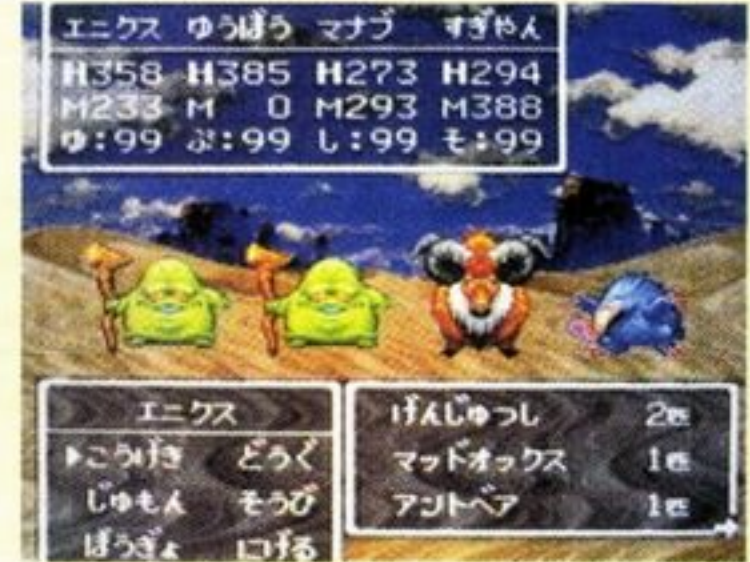 エニクス ゆうぼう マナブ すぎやん
H358 H385 H273 H294
M233 M 0 M293 M388
ゆ:99 ぶ:99 し:99 そ:99
エニクス
▶こうげき どうぐ
じゅもん そうび
ぼうぎょ にげる
げんじゅつし 2匹
マッドオックス 1匹
アントベア 1匹